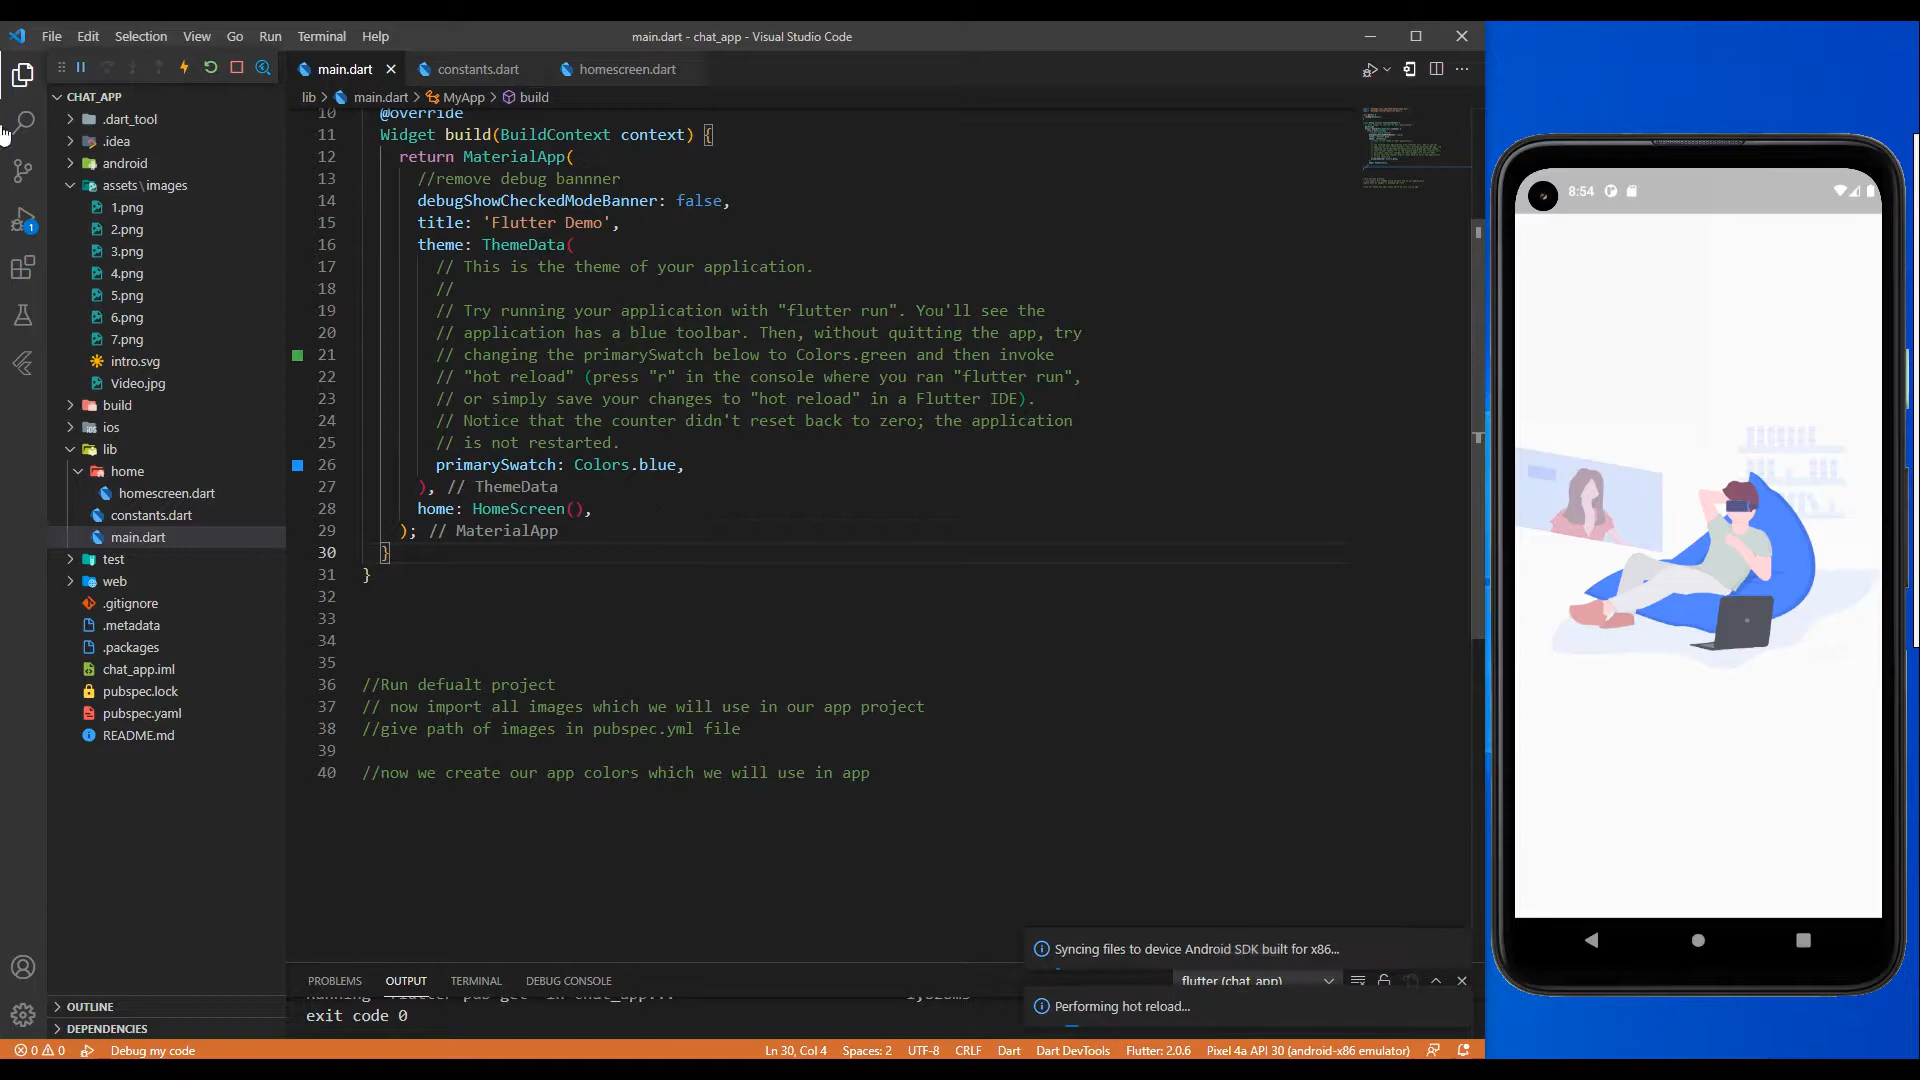 File Edit Selection View Go Run Terminal Help
main.dart - chat_app - Visual Studio Code
main.dart
constants.dart
homescreen.dart
lib > main.dart > MyApp > build
CHAT_APP
.dart_tool
.idea
android
assets\images
1.png
2.png
3.png
4.png
5.png
6.png
7.png
intro.svg
Video.jpg
build
ios
lib
home
homescreen.dart
constants.dart
main.dart
test
web
.gitignore
.metadata
.packages
chat_app.iml
pubspec.lock
pubspec.yaml
README.md
OUTLINE
DEPENDENCIES
1
10 @override
11 Widget build(BuildContext context) {
12 return MaterialApp(
13 //remove debug bannner
14 debugShowCheckedModeBanner: false,
15 title: 'Flutter Demo',
16 theme: ThemeData(
17 // This is the theme of your application.
18 //
19 // Try running your application with "flutter run". You'll see the
20 // application has a blue toolbar. Then, without quitting the app, try
21 // changing the primarySwatch below to Colors.green and then invoke
22 // "hot reload" (press "r" in the console where you ran "flutter run",
23 // or simply save your changes to "hot reload" in a Flutter IDE).
24 // Notice that the counter didn't reset back to zero; the application
25 // is not restarted.
26 primarySwatch: Colors.blue,
27 ), // ThemeData
28 home: HomeScreen(),
29 ); // MaterialApp
30 }
31 }
32
33
34
35
36 //Run defualt project
37 // now import all images which we will use in our app project
38 //give path of images in pubspec.yml file
39
40 //now we create our app colors which we will use in app
8:54
Syncing files to device Android SDK built for x86...
PROBLEMS OUTPUT TERMINAL DEBUG CONSOLE
flutter (chat_app)
Performing hot reload...
exit code 0
0 0 Debug my code
Ln 30, Col 4 Spaces: 2 UTF-8 CRLF Dart Dart DevTools Flutter: 2.0.6 Pixel 4a API 30 (android-x86 emulator)